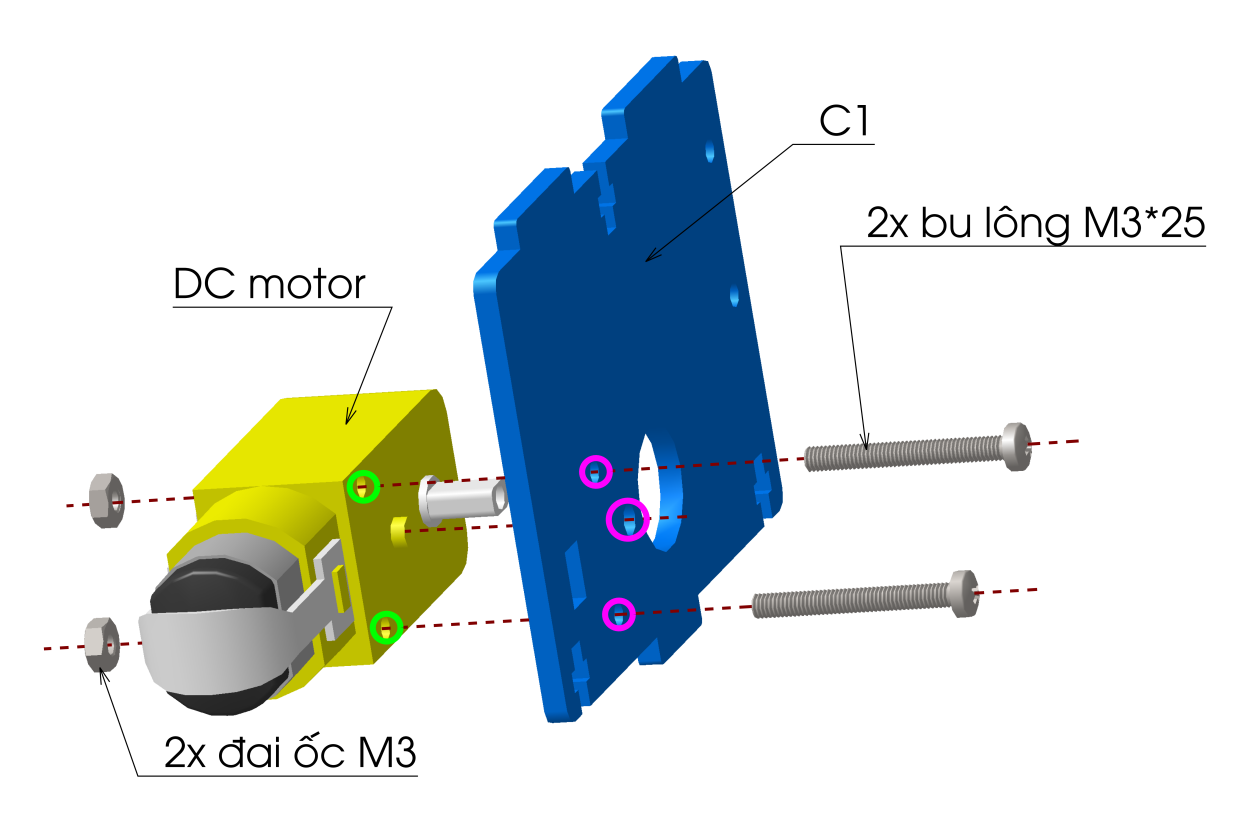 C1
2x bu lông M3*25
DC motor
2x đai ốc M3